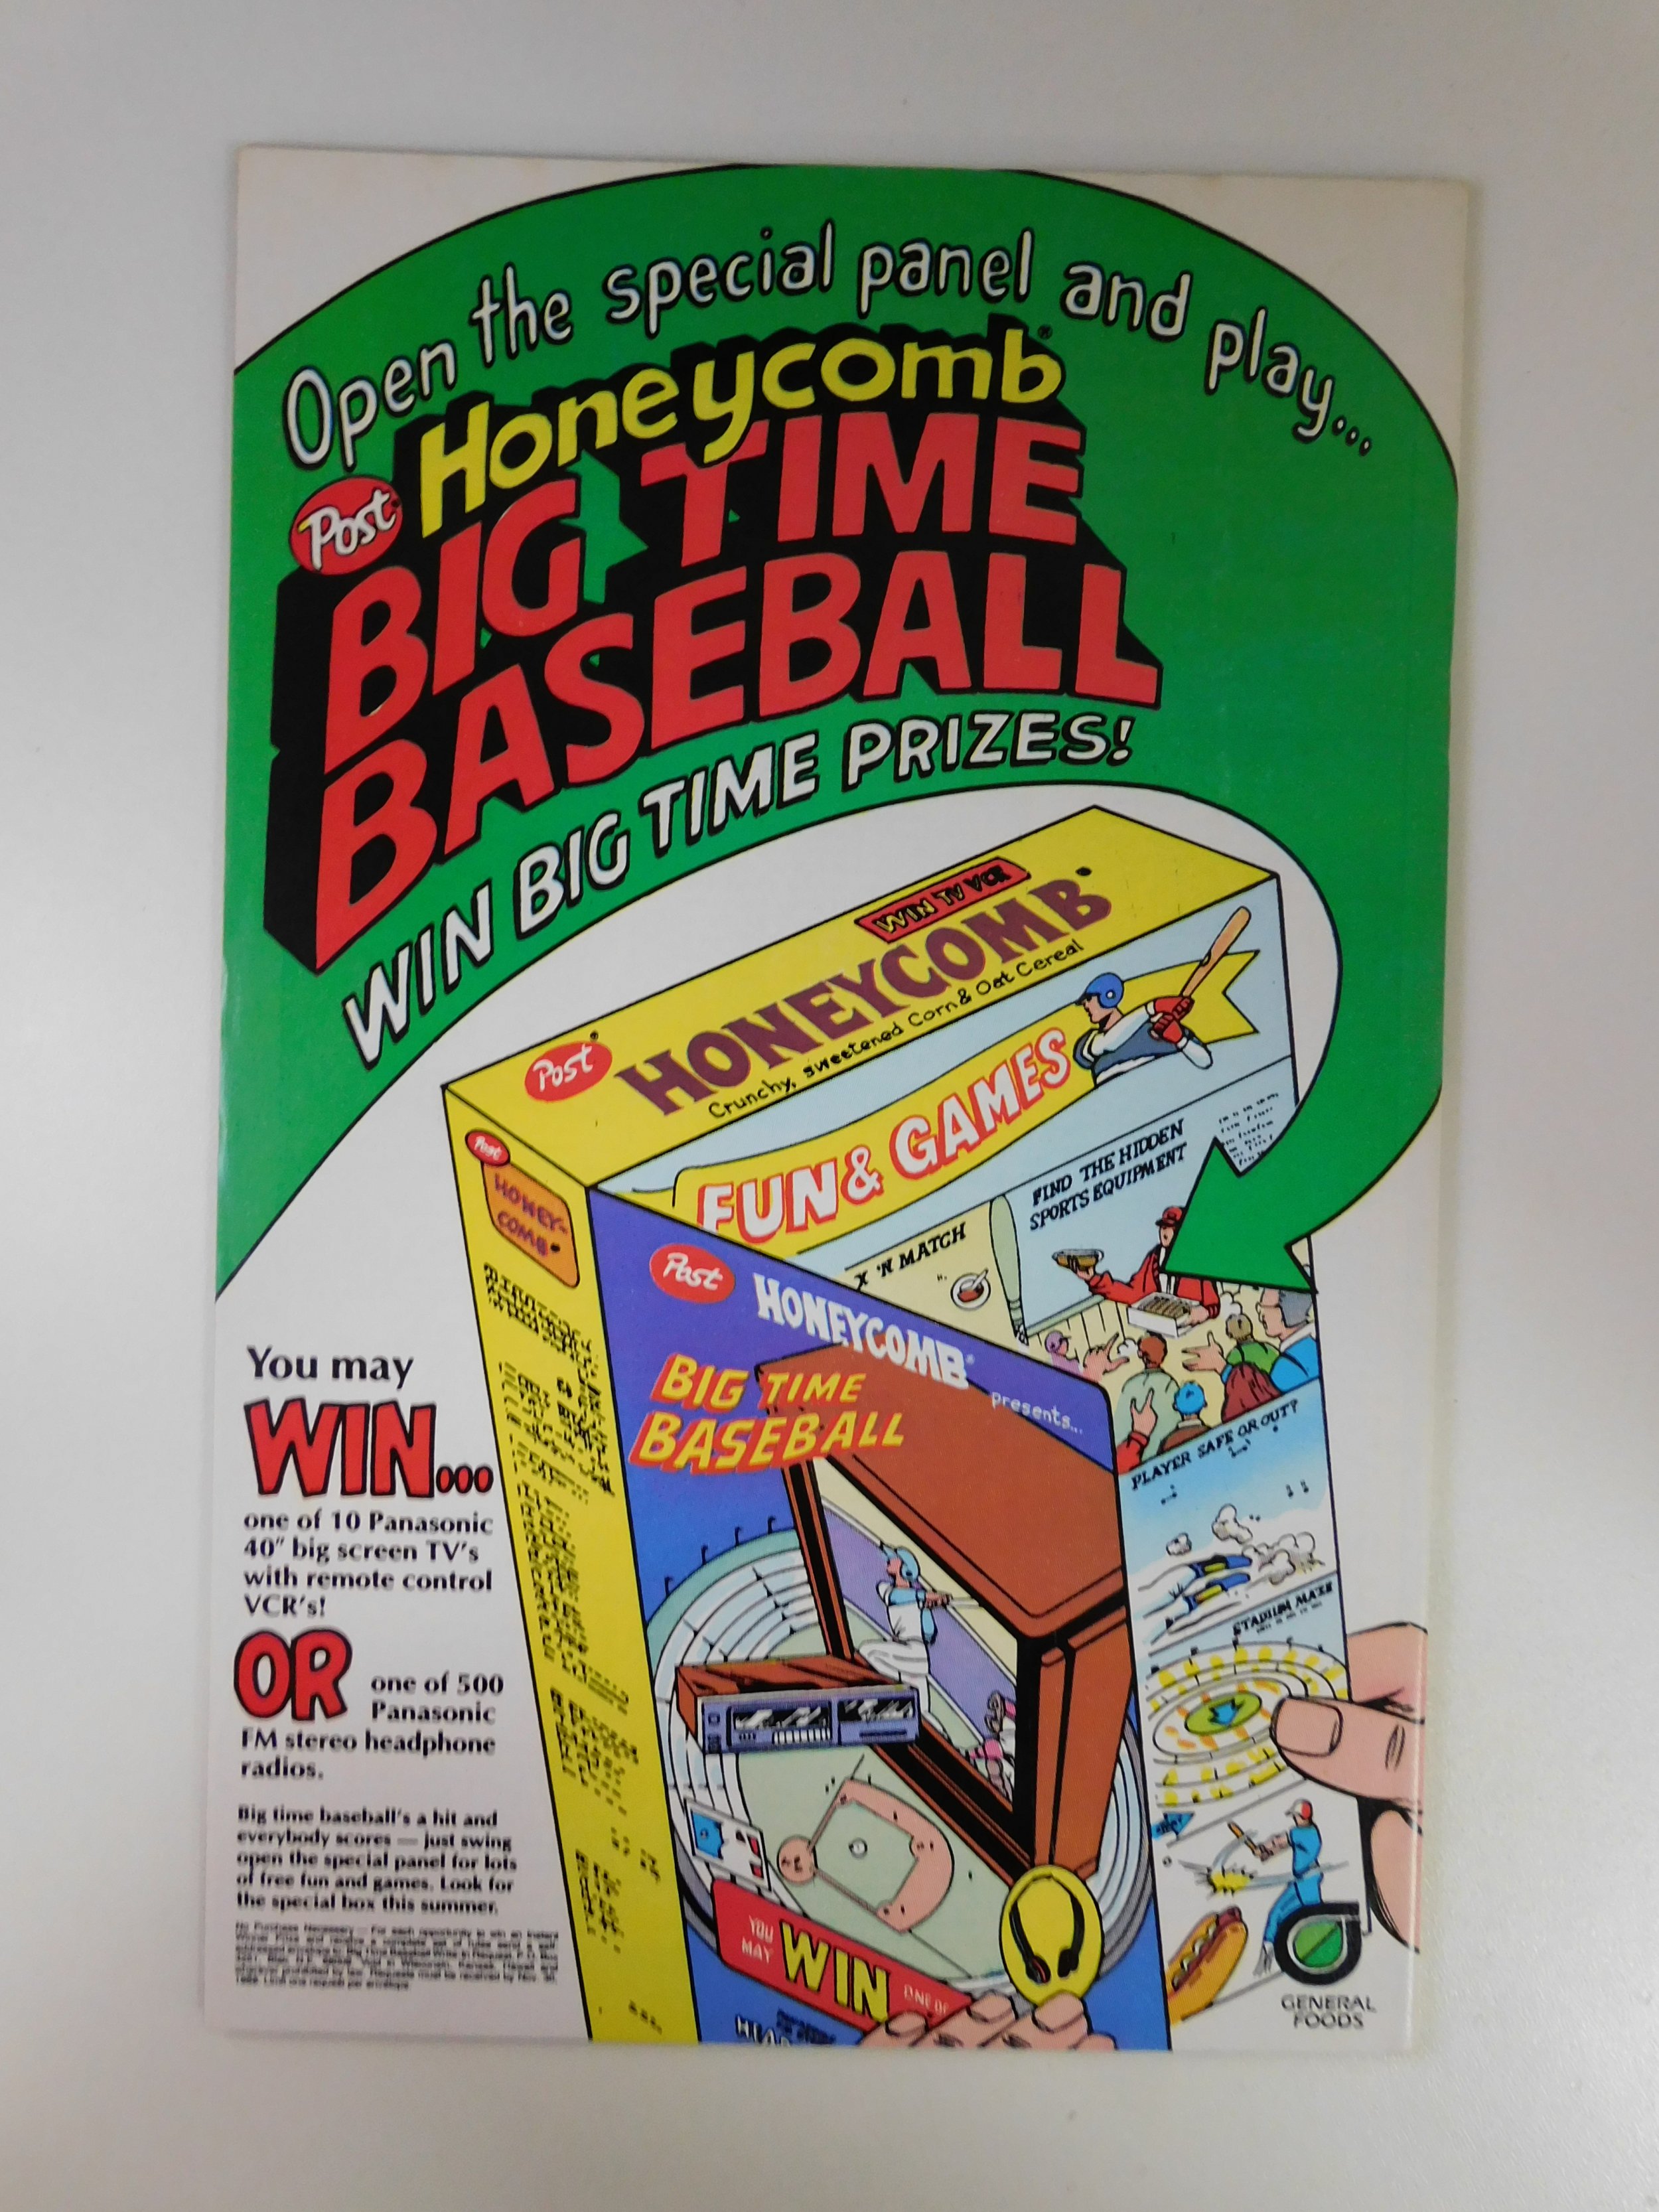 Open the special panel and play...
Post Honeycomb®
BIG TIME
BASEBALL
WIN BIG TIME PRIZES!
WIN TV VCR
Post®
HONEYCOMB®
Crunchy, sweetened Corn & Oat Cereal
FUN & GAMES
Post
HONEY-
COMB
FIND THE HIDDEN
SPORTS EQUIPMENT
X 'N MATCH
Post
HONEYCOMB®
presents...
BIG TIME
BASEBALL
PLAYER SAFE OR OUT?
STADIUM MAZE
You may
WIN...
one of 10 Panasonic
40" big screen TV's
with remote control
VCR's!
OR one of 500
Panasonic
FM stereo headphone
radios.
Big time baseball's a hit and
everybody scores — just swing
open the special panel for lots
of free fun and games. Look for
the special box this summer.
YOU
MAY
WIN
ONE OF
GENERAL
FOODS